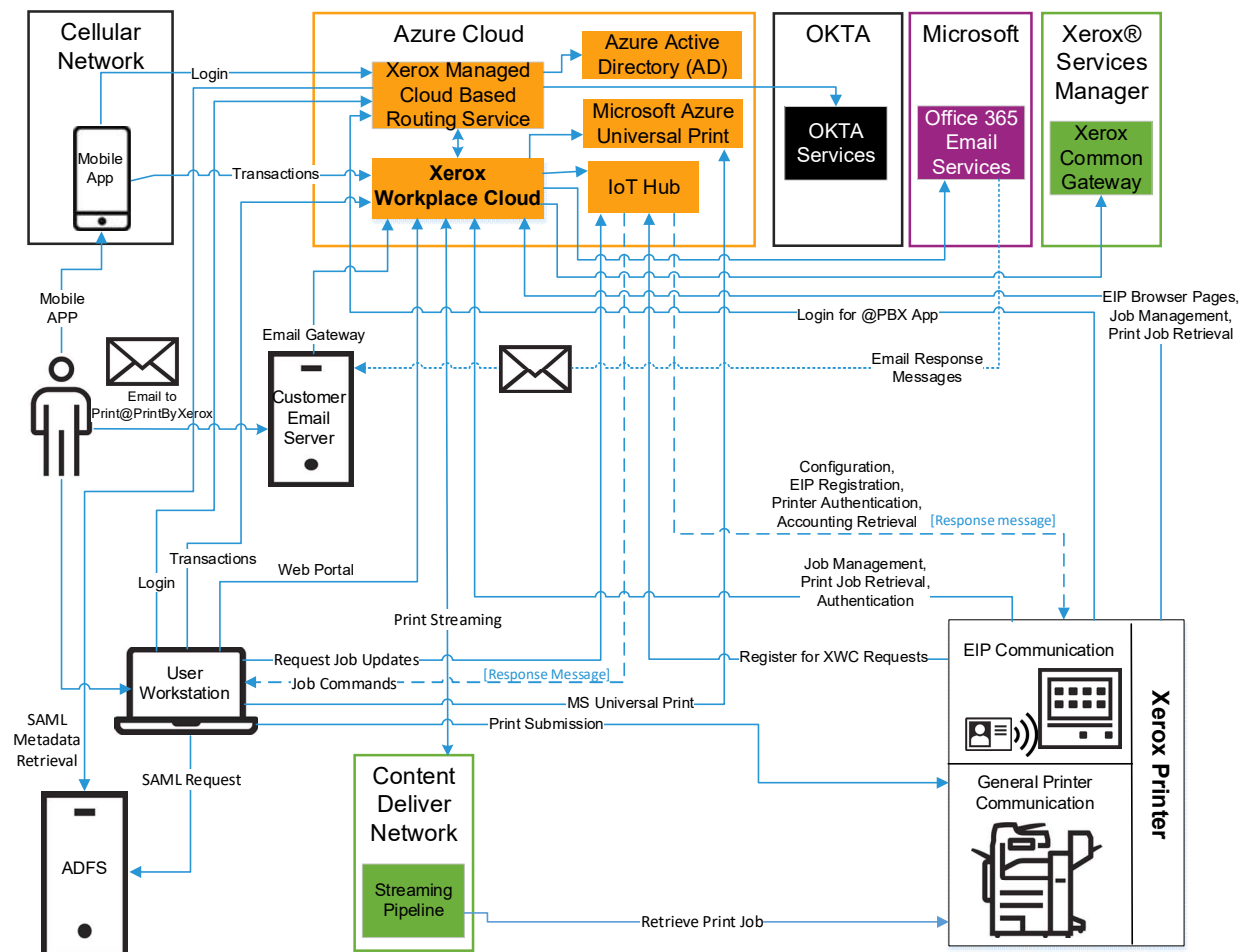 Cellular
Network
Azure Cloud
OKTA
Microsoft
Xerox®
Services
Manager
Login
Xerox Managed
Cloud Based
Routing Service
Azure Active
Directory (AD)
Microsoft Azure
Universal Print
OKTA
Services
Office 365
Email
Services
Xerox
Common
Gateway
Mobile
App
Transactions
Xerox
Workplace Cloud
IoT Hub
Mobile
APP
EIP Browser Pages,
Job Management,
Print Job Retrieval
Login for @PBX App
Email Gateway
Email Response
Messages
Email to
Print@PrintByXerox
Customer
Email
Server
Configuration,
EIP Registration,
Printer Authentication,
Accounting Retrieval
[Response message]
Transactions
Web Portal
Login
Job Management,
Print Job Retrieval,
Authentication
Print Streaming
User
Workstation
Request Job Updates
Job Commands
[Response Message]
Register for XWC Requests
EIP Communication
MS Universal Print
Print Submission
SAML
Metadata
Retrieval
SAML Request
Content
Deliver
Network
General Printer
Communication
Xerox Printer
ADFS
Streaming
Pipeline
Retrieve Print Job